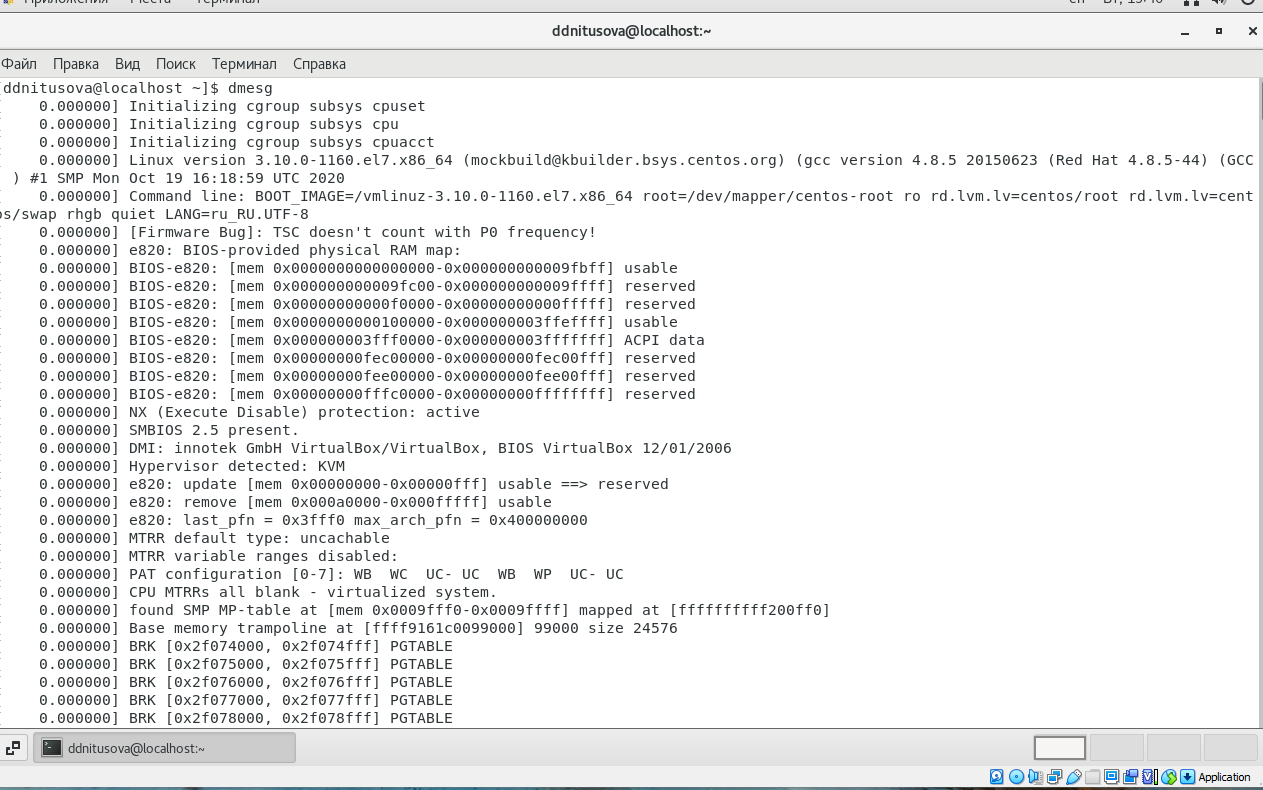 Приложения Места Терминал en Вт, 15:40
ddnitusova@localhost:~
Файл Правка Вид Поиск Терминал Справка
[ddnitusova@localhost ~]$ dmesg
[    0.000000] Initializing cgroup subsys cpuset
[    0.000000] Initializing cgroup subsys cpu
[    0.000000] Initializing cgroup subsys cpuacct
[    0.000000] Linux version 3.10.0-1160.el7.x86_64 (mockbuild@kbuilder.bsys.centos.org) (gcc version 4.8.5 20150623 (Red Hat 4.8.5-44) (GCC
) ) #1 SMP Mon Oct 19 16:18:59 UTC 2020
[    0.000000] Command line: BOOT_IMAGE=/vmlinuz-3.10.0-1160.el7.x86_64 root=/dev/mapper/centos-root ro rd.lvm.lv=centos/root rd.lvm.lv=cent
os/swap rhgb quiet LANG=ru_RU.UTF-8
[    0.000000] [Firmware Bug]: TSC doesn't count with P0 frequency!
[    0.000000] e820: BIOS-provided physical RAM map:
[    0.000000] BIOS-e820: [mem 0x0000000000000000-0x000000000009fbff] usable
[    0.000000] BIOS-e820: [mem 0x000000000009fc00-0x000000000009ffff] reserved
[    0.000000] BIOS-e820: [mem 0x00000000000f0000-0x00000000000fffff] reserved
[    0.000000] BIOS-e820: [mem 0x0000000000100000-0x000000003ffeffff] usable
[    0.000000] BIOS-e820: [mem 0x000000003fff0000-0x000000003fffffff] ACPI data
[    0.000000] BIOS-e820: [mem 0x00000000fec00000-0x00000000fec00fff] reserved
[    0.000000] BIOS-e820: [mem 0x00000000fee00000-0x00000000fee00fff] reserved
[    0.000000] BIOS-e820: [mem 0x00000000fffc0000-0x00000000ffffffff] reserved
[    0.000000] NX (Execute Disable) protection: active
[    0.000000] SMBIOS 2.5 present.
[    0.000000] DMI: innotek GmbH VirtualBox/VirtualBox, BIOS VirtualBox 12/01/2006
[    0.000000] Hypervisor detected: KVM
[    0.000000] e820: update [mem 0x00000000-0x00000fff] usable ==> reserved
[    0.000000] e820: remove [mem 0x000a0000-0x000fffff] usable
[    0.000000] e820: last_pfn = 0x3fff0 max_arch_pfn = 0x400000000
[    0.000000] MTRR default type: uncachable
[    0.000000] MTRR variable ranges disabled:
[    0.000000] PAT configuration [0-7]: WB  WC  UC- UC  WB  WP  UC- UC
[    0.000000] CPU MTRRs all blank - virtualized system.
[    0.000000] found SMP MP-table at [mem 0x0009fff0-0x0009ffff] mapped at [ffffffffff200ff0]
[    0.000000] Base memory trampoline at [ffff9161c0099000] 99000 size 24576
[    0.000000] BRK [0x2f074000, 0x2f074fff] PGTABLE
[    0.000000] BRK [0x2f075000, 0x2f075fff] PGTABLE
[    0.000000] BRK [0x2f076000, 0x2f076fff] PGTABLE
[    0.000000] BRK [0x2f077000, 0x2f077fff] PGTABLE
[    0.000000] BRK [0x2f078000, 0x2f078fff] PGTABLE
ddnitusova@localhost:~
Application